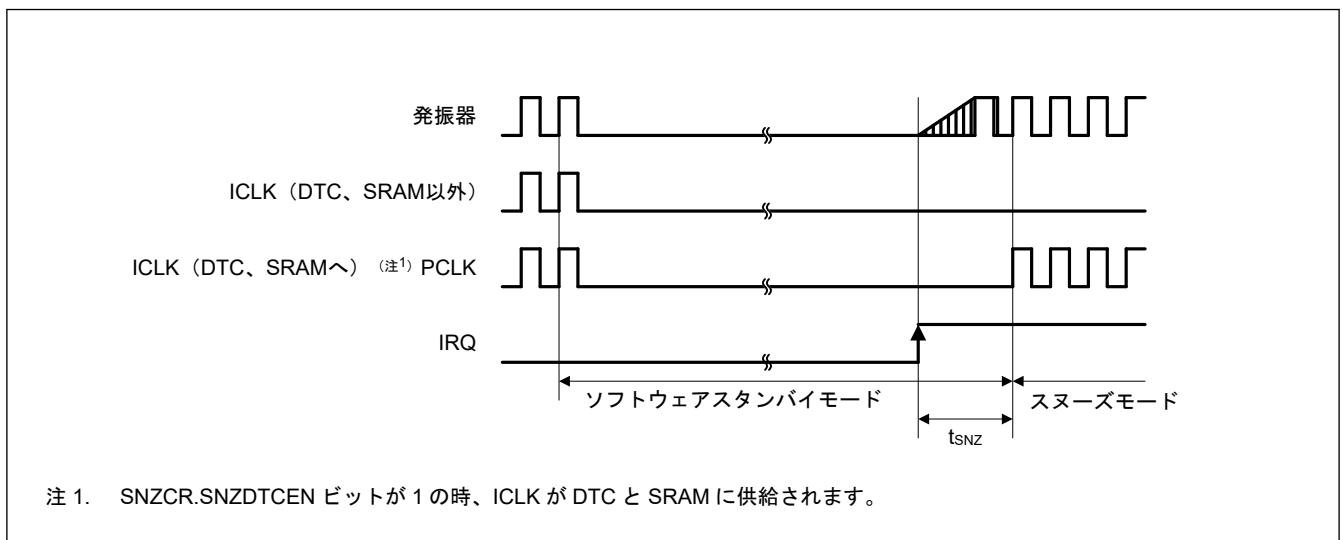 発振器
ICLK（DTC、SRAM以外）
ICLK（DTC、SRAMへ）（注1）PCLK
IRQ
ソフトウェアスタンバイモード
スヌーズモード
tSNZ
注 1. SNZCR.SNZDTCEN ビットが 1 の時、ICLK が DTC と SRAM に供給されます。